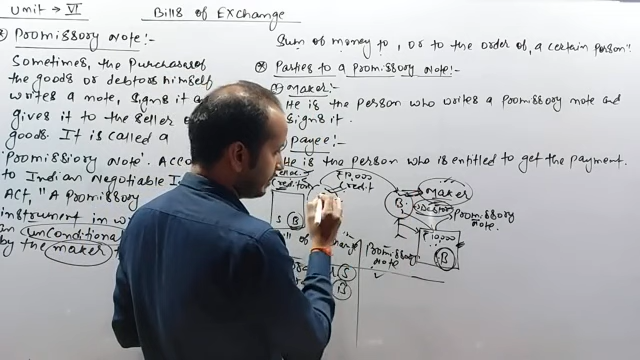 Unit → VI
Bills of Exchange
Promissory Note:-
Sometimes, the Purchaser of
the goods or debtors himself
writes a note, signs it
gives it to the seller
goods. It is called a
'Promissory note'.
to Indian Negotiable
Act, "A Promissory
instrument in
an unconditional
by the maker
Sum of money to, or to the order of, a certain person"
Parties to a Promissory Note:-
Maker:-
He is the person who writes a Promissory note and
signs it.
Payee:-
He is the person who is entitled to get the payment.
₹10,000
Credit
Maker
B
Promissory
note.
₹10,000
S B
B
Promissory
note
S
B